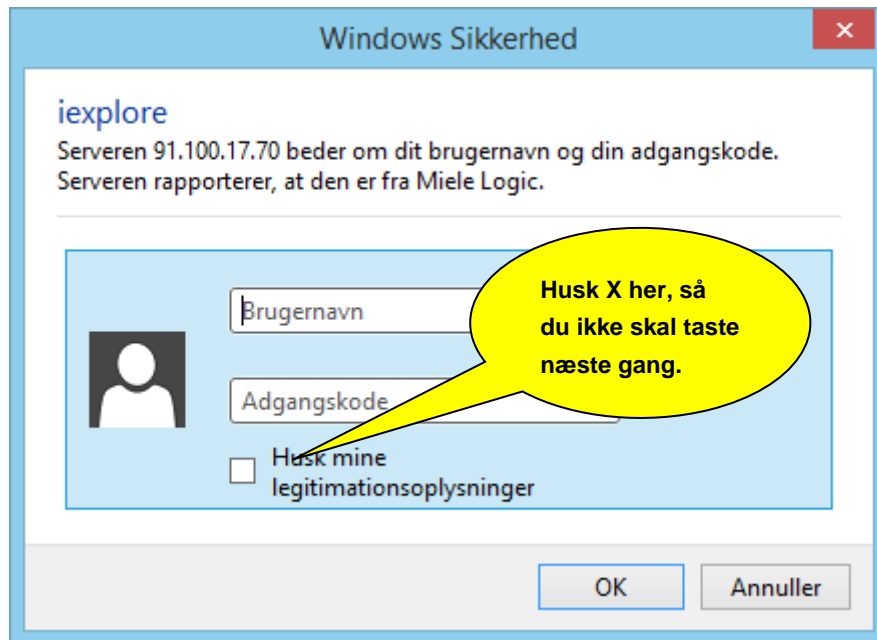 Windows Sikkerhed
iexplore
Serveren 91.100.17.70 beder om dit brugernavn og din adgangskode.
Serveren rapporterer, at den er fra Miele Logic.
Brugernavn
Husk X her, så
du ikke skal taste
næste gang.
Adgangskode
Husk mine
legitimationsoplysninger
OK
Annuller